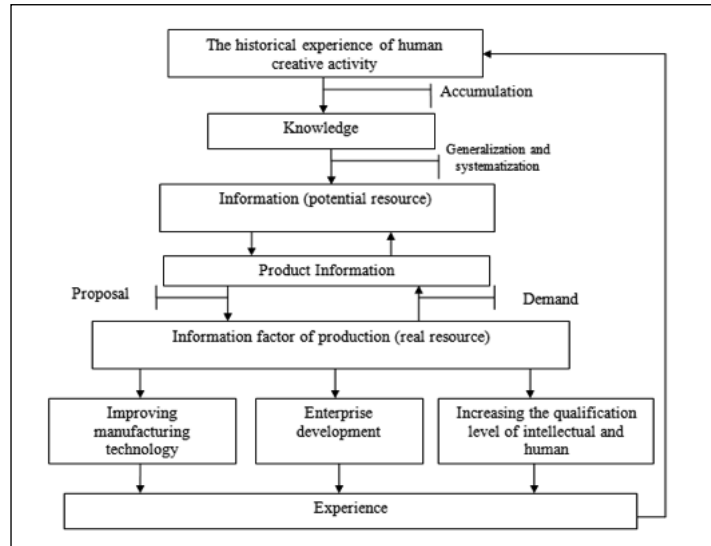 The historical experience of human
creative activity
Accumulation
Knowledge
Generalization and
systematization
Information (potential resource)
Product Information
Proposal
Demand
Information factor of production (real resource)
Improving
manufacturing
technology
Enterprise
development
Increasing the qualification
level of intellectual and
human
Experience